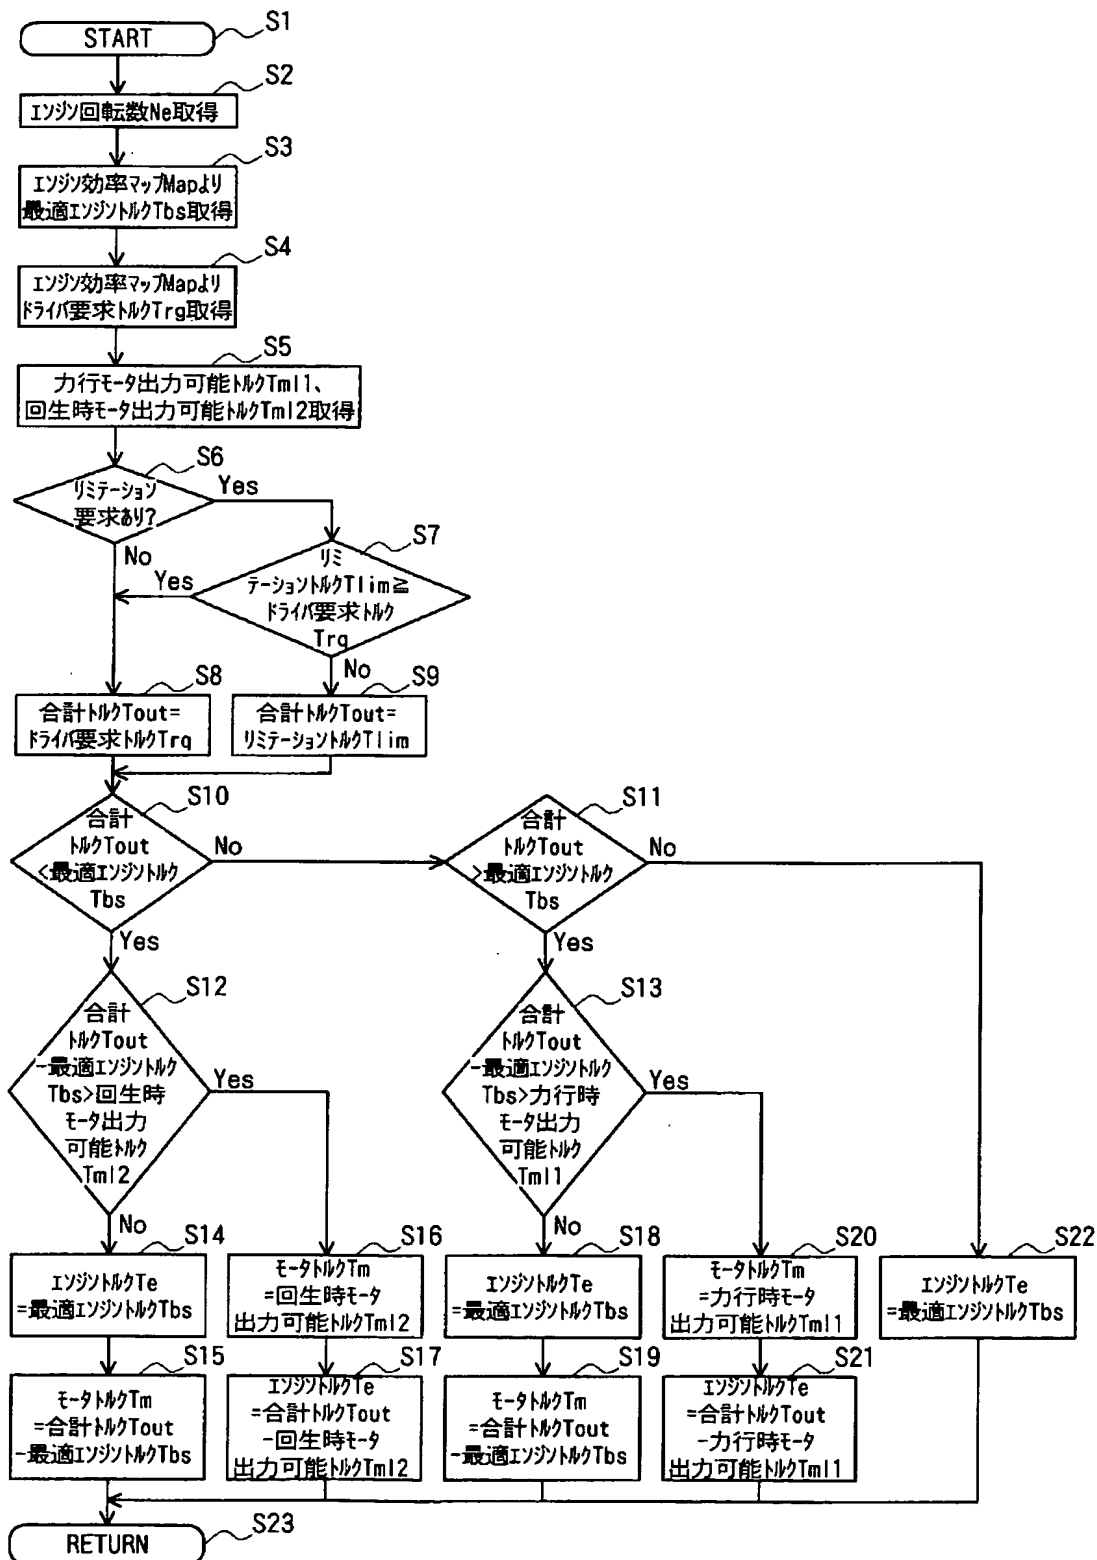 START
S1
S2
エンジン回転数Ne取得
S3
エンジン効率マップMapより
最適エンジントルクTbs取得
S4
エンジン効率マップMapより
ドライバ要求トルクTrg取得
S5
力行モータ出力可能トルクTml1、
回生時モータ出力可能トルクTml2取得
S6
リミテーション
要求あり?
Yes
No
S7
リミ
テーショントルクTlim≧
ドライバ要求トルク
Trq
Yes
No
S8
合計トルクTout=
ドライバ要求トルクTrq
S9
合計トルクTout=
リミテーショントルクTlim
S10
合計
トルクTout
<最適エンジントルク
Tbs
No
Yes
S11
合計
トルクTout
>最適エンジントルク
Tbs
No
Yes
S12
合計
トルクTout
-最適エンジントルク
Tbs>回生時
モータ出力
可能トルク
Tml2
Yes
No
S13
合計
トルクTout
-最適エンジントルク
Tbs>力行時
モータ出力
可能トルク
Tml1
Yes
No
S14
エンジントルクTe
=最適エンジントルクTbs
S16
モータトルクTm
=回生時モータ
出力可能トルクTml2
S18
エンジントルクTe
=最適エンジントルクTbs
S20
モータトルクTm
=力行時モータ
出力可能トルクTml1
S22
エンジントルクTe
=最適エンジントルクTbs
S15
モータトルクTm
=合計トルクTout
-最適エンジントルクTbs
S17
エンジントルクTe
=合計トルクTout
-回生時モータ
出力可能トルクTml2
S19
モータトルクTm
=合計トルクTout
-最適エンジントルクTbs
S21
エンジントルクTe
=合計トルクTout
-力行時モータ
出力可能トルクTml1
S23
RETURN